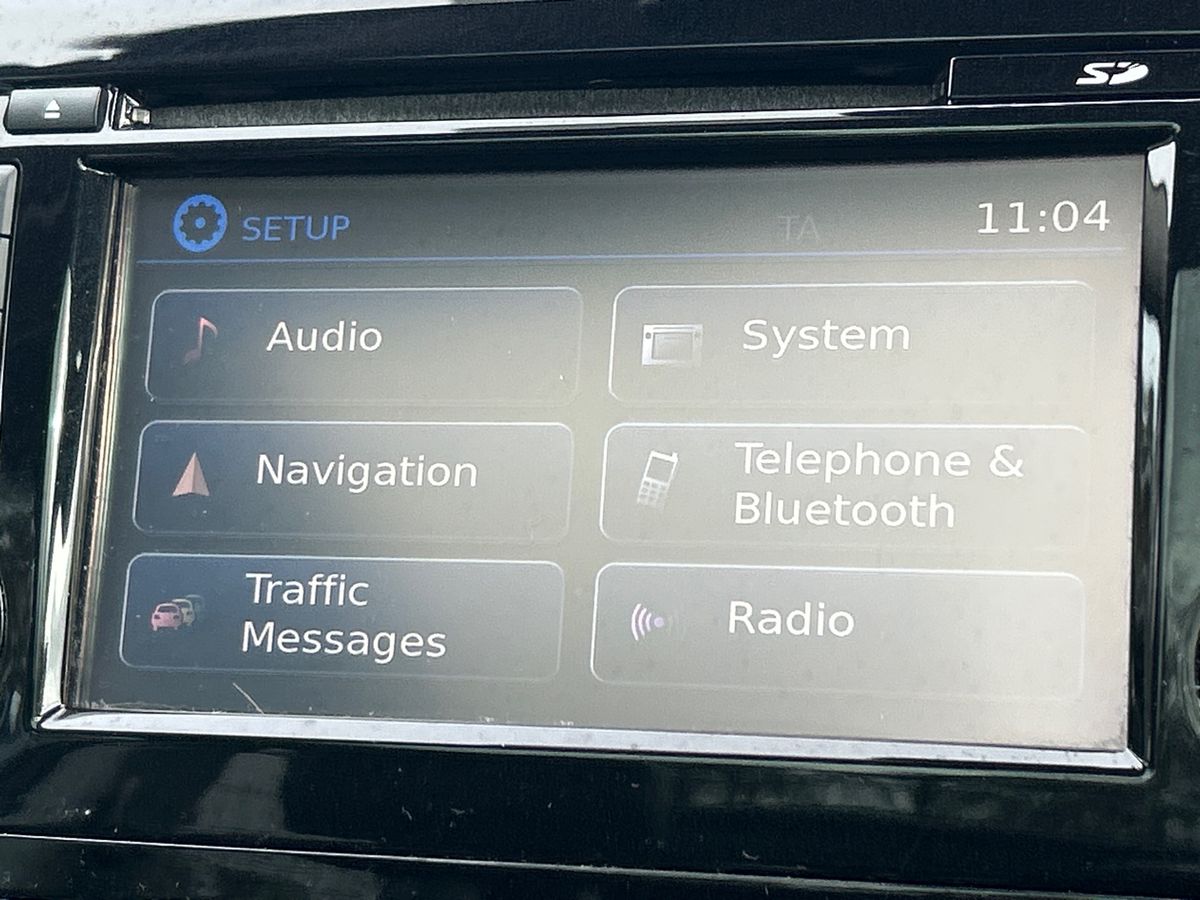 SD
SETUP
TA
11:04
Audio
System
Navigation
Telephone &
Bluetooth
Traffic
Messages
Radio